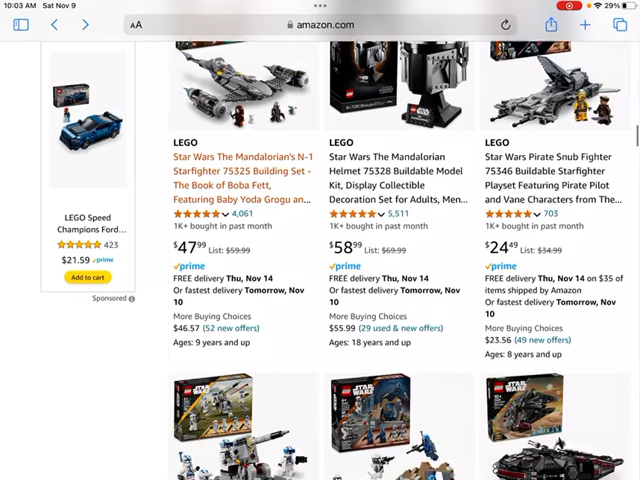 10:03 AM Sat Nov 9
29%
AA
amazon.com
LEGO Speed
Champions Ford...
423
$21.59 prime
Add to cart
Sponsored
LEGO
Star Wars The Mandalorian's N-1
Starfighter 75325 Building Set -
The Book of Boba Fett,
Featuring Baby Yoda Grogu an...
4,061
1K+ bought in past month
$47.99 List: $59.99
prime
FREE delivery Thu, Nov 14
Or fastest delivery Tomorrow, Nov
10
More Buying Choices
$46.57 (52 new offers)
Ages: 9 years and up
LEGO
Star Wars The Mandalorian
Helmet 75328 Buildable Model
Kit, Display Collectible
Decoration Set for Adults, Men...
5,511
1K+ bought in past month
$58.99 List: $69.99
prime
FREE delivery Thu, Nov 14
Or fastest delivery Tomorrow, Nov
10
More Buying Choices
$55.99 (29 used & new offers)
Ages: 18 years and up
LEGO
Star Wars Pirate Snub Fighter
75346 Buildable Starfighter
Playset Featuring Pirate Pilot
and Vane Characters from The...
703
1K+ bought in past month
$24.49 List: $34.99
prime
FREE delivery Thu, Nov 14 on $35 of
items shipped by Amazon
Or fastest delivery Tomorrow, Nov
10
More Buying Choices
$23.56 (49 new offers)
Ages: 8 years and up
STAR WARS
STAR WARS
STAR WARS